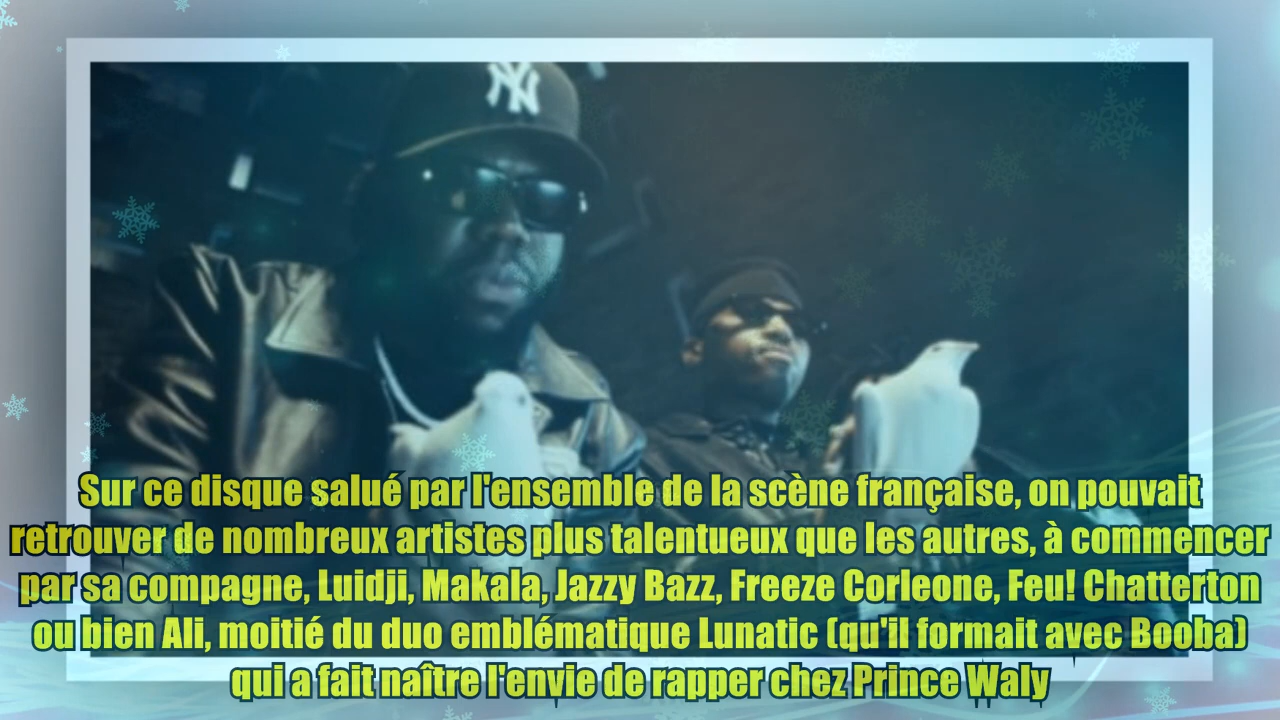 NY
Sur ce disque salué par l'ensemble de la scène française, on pouvait
retrouver de nombreux artistes plus talentueux que les autres, à commencer
par sa compagne, Luidji, Makala, Jazzy Bazz, Freeze Corleone, Feu! Chatterton
ou bien Ali, moitié du duo emblématique Lunatic (qu'il formait avec Booba)
qui a fait naître l'envie de rapper chez Prince Waly